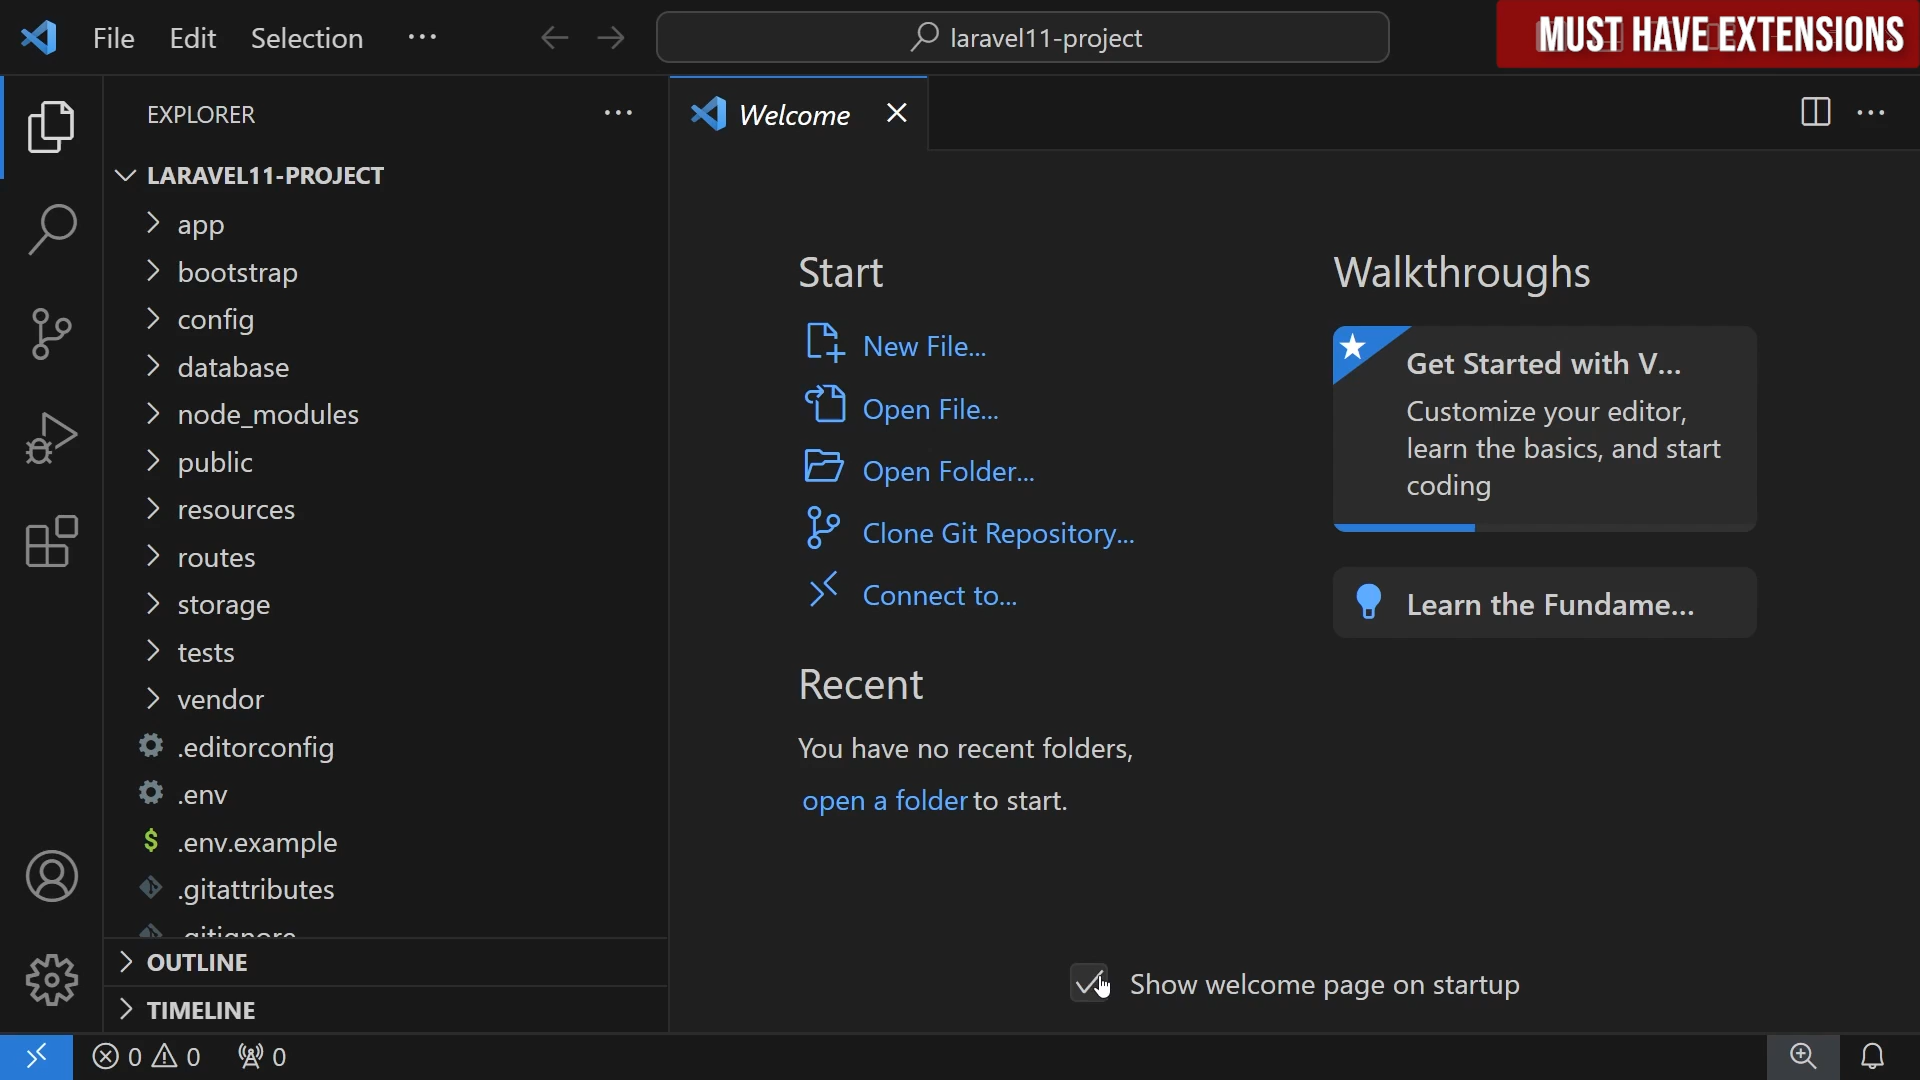 File Edit Selection ···
laravel11-project
MUST HAVE EXTENSIONS
EXPLORER
Welcome
LARAVEL11-PROJECT
app
bootstrap
config
database
node_modules
public
resources
routes
storage
tests
vendor
.editorconfig
.env
.env.example
.gitattributes
.gitignore
OUTLINE
TIMELINE
Start
New File...
Open File...
Open Folder...
Clone Git Repository...
Connect to...
Recent
You have no recent folders,
open a folder to start.
Walkthroughs
Get Started with V...
Customize your editor,
learn the basics, and start
coding
Learn the Fundame...
Show welcome page on startup
0 0 0